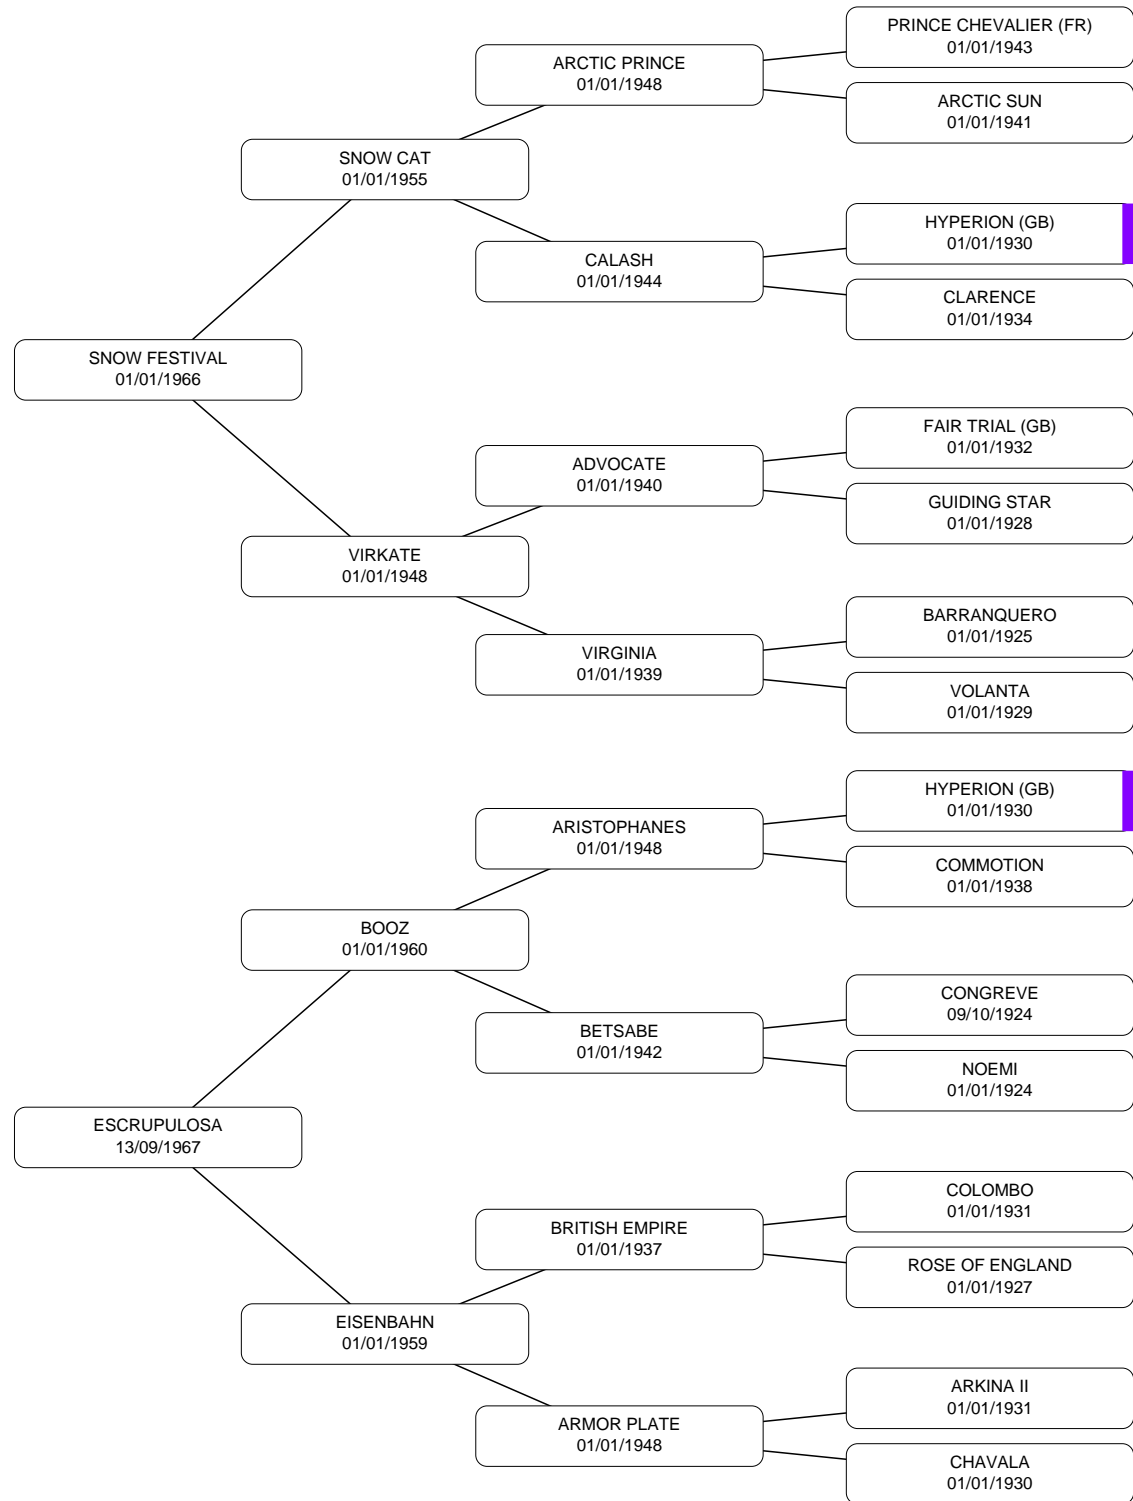 PRINCE CHEVALIER (FR)
01/01/1943
ARCTIC PRINCE
01/01/1948
ARCTIC SUN
01/01/1941
SNOW CAT
01/01/1955
HYPERION (GB)
01/01/1930
CALASH
01/01/1944
CLARENCE
01/01/1934
SNOW FESTIVAL
01/01/1966
FAIR TRIAL (GB)
01/01/1932
ADVOCATE
01/01/1940
GUIDING STAR
01/01/1928
VIRKATE
01/01/1948
BARRANQUERO
01/01/1925
VIRGINIA
01/01/1939
VOLANTA
01/01/1929
HYPERION (GB)
01/01/1930
ARISTOPHANES
01/01/1948
COMMOTION
01/01/1938
BOOZ
01/01/1960
CONGREVE
09/10/1924
BETSABE
01/01/1942
NOEMI
01/01/1924
ESCRUPULOSA
13/09/1967
COLOMBO
01/01/1931
BRITISH EMPIRE
01/01/1937
ROSE OF ENGLAND
01/01/1927
EISENBAHN
01/01/1959
ARKINA II
01/01/1931
ARMOR PLATE
01/01/1948
CHAVALA
01/01/1930